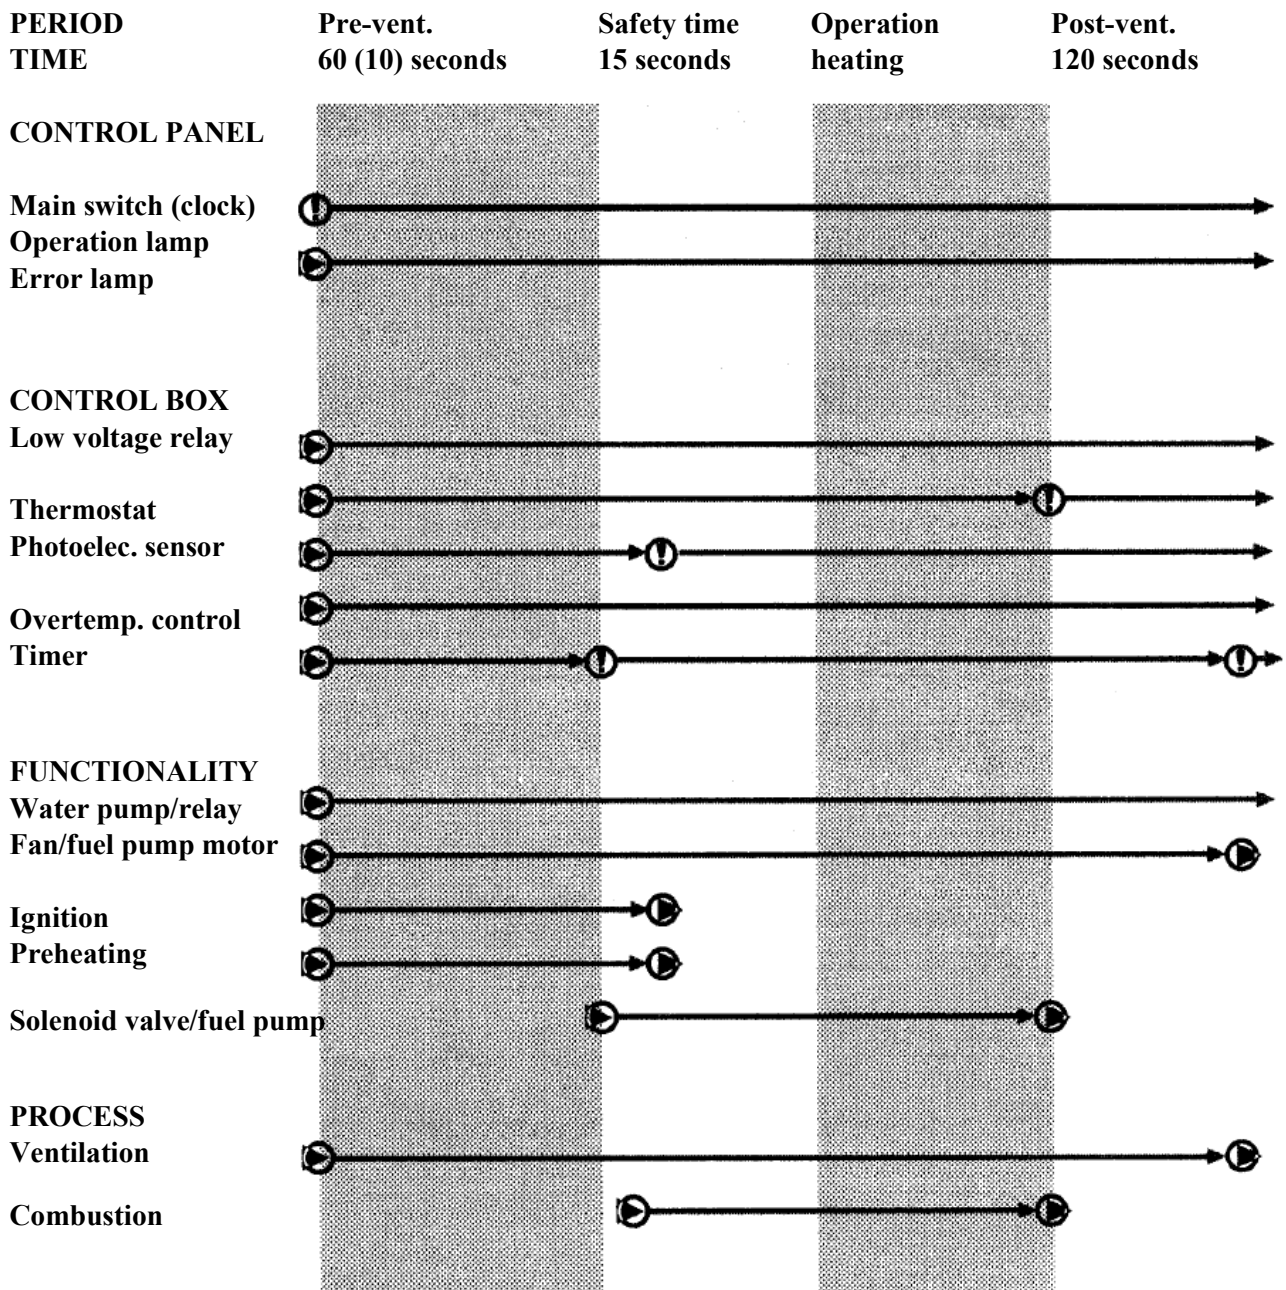 PERIOD Pre-vent. Safety time Operation Post-vent.
TIME 60 (10) seconds 15 seconds heating 120 seconds
CONTROL PANEL
Main switch (clock)
Operation lamp
Error lamp
CONTROL BOX
Low voltage relay
Thermostat
Photoelec. sensor
Overtemp. control
Timer
FUNCTIONALITY
Water pump/relay
Fan/fuel pump motor
Ignition
Preheating
Solenoid valve/fuel pump
PROCESS
Ventilation
Combustion